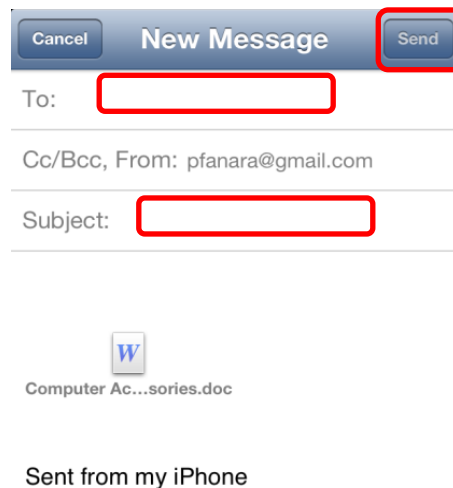 Cancel New Message Send
To:
Cc/Bcc, From: pfanara@gmail.com
Subject:
W
Computer Ac...sories.doc
Sent from my iPhone